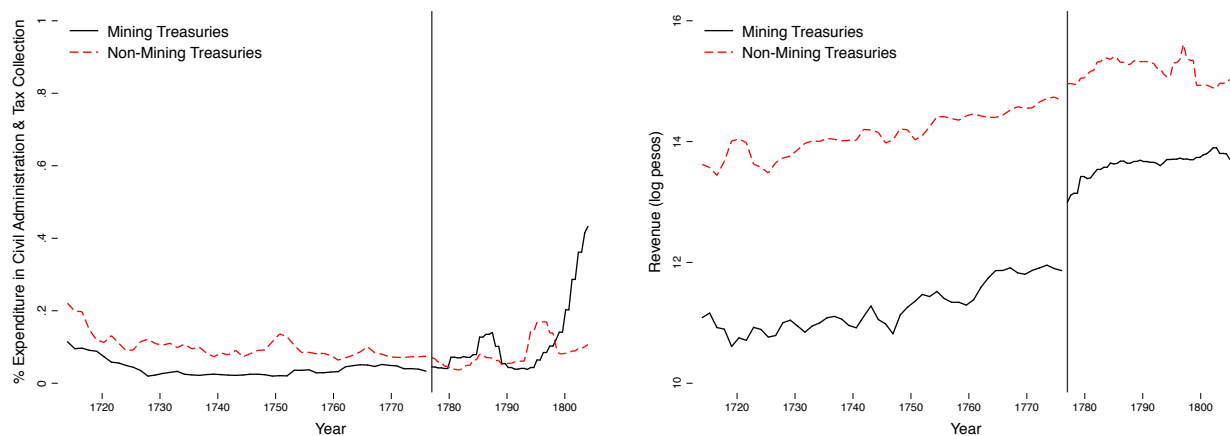 % Expenditure in Civil Administration & Tax Collection
1
.8
.6
.4
.2
0
Mining Treasuries
Non-Mining Treasuries
1720 1730 1740 1750 1760 1770 1780 1790 1800
Year
Revenue (log pesos)
16
14
12
10
Mining Treasuries
Non-Mining Treasuries
1720 1730 1740 1750 1760 1770 1780 1790 1800
Year